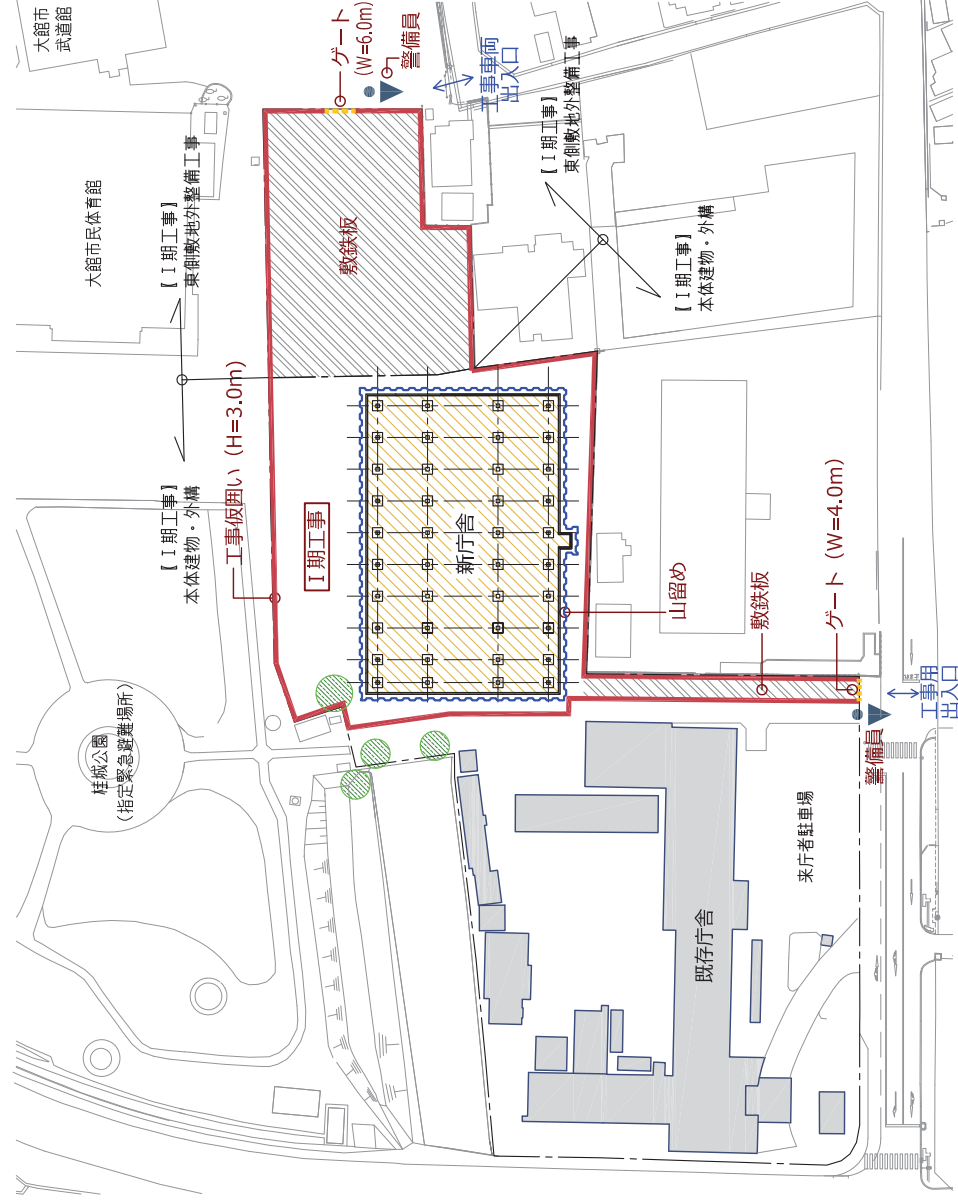 大館市
武道館
ゲート
(W=6.0m)
警備員
工事車両
出入口
【Ⅰ期工事】
東側敷地外整備工事
大館市民体育館
【Ⅰ期工事】
東側敷地外整備工事
敷鉄板
【Ⅰ期工事】
本体建物・外構
工事仮囲い(H=3.0m)
【Ⅰ期工事】
本体建物・外構
Ⅰ期工事
新庁舎
山留め
敷鉄板
ゲート(W=4.0m)
工事用
出入口
警備員
桂城公園
(指定緊急避難場所)
来庁者駐車場
既存庁舎